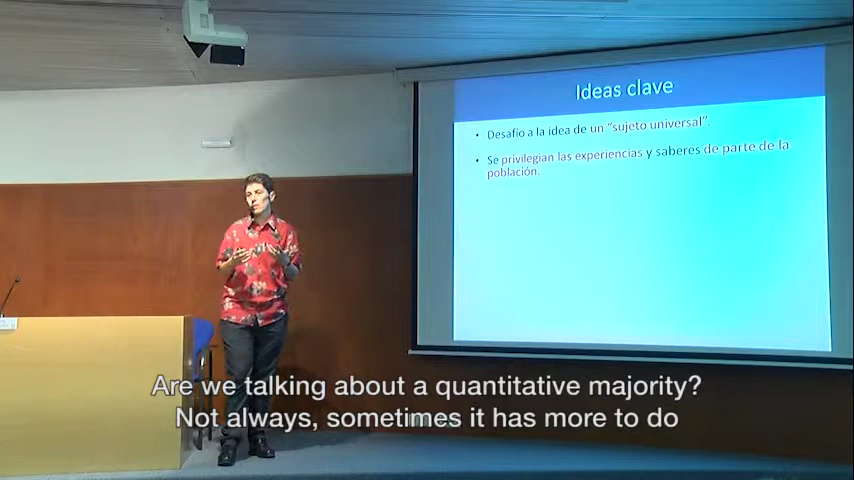 Ideas clave
• Desafío a la idea de un “sujeto universal”.
• Se privilegian las experiencias y saberes de parte de la
población.
Are we talking about a quantitative majority?
Not always, sometimes it has more to do